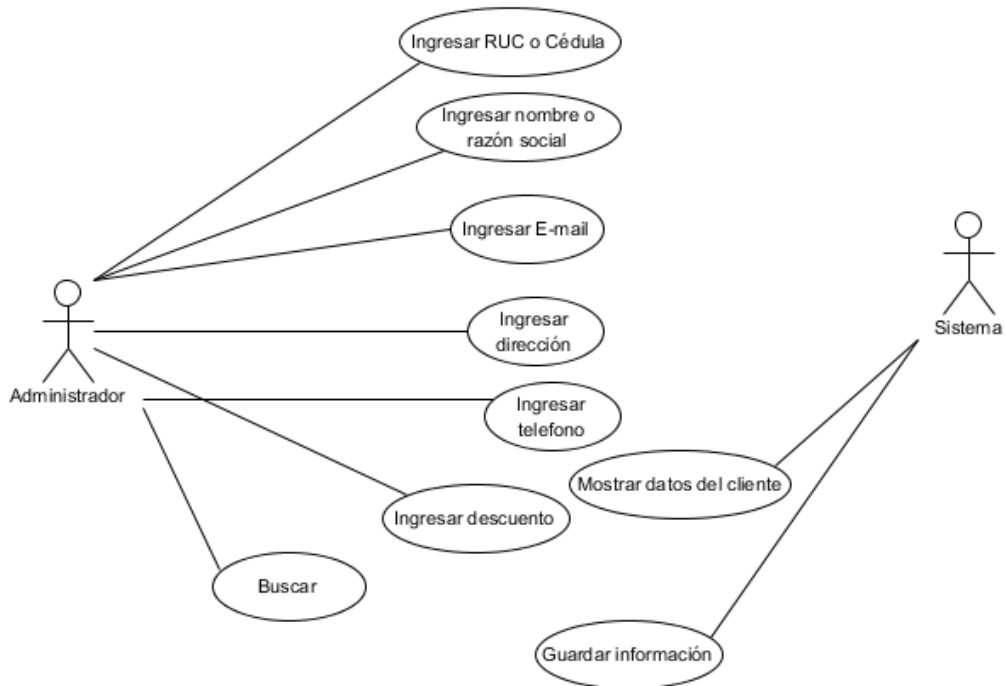 Ingresar RUC o Cédula
Ingresar nombre o
razón social
Ingresar E-mail
Sistema
Ingresar
dirección
Administrador
Ingresar
telefono
Mostrar datos del cliente
Ingresar descuento
Buscar
Guardar información